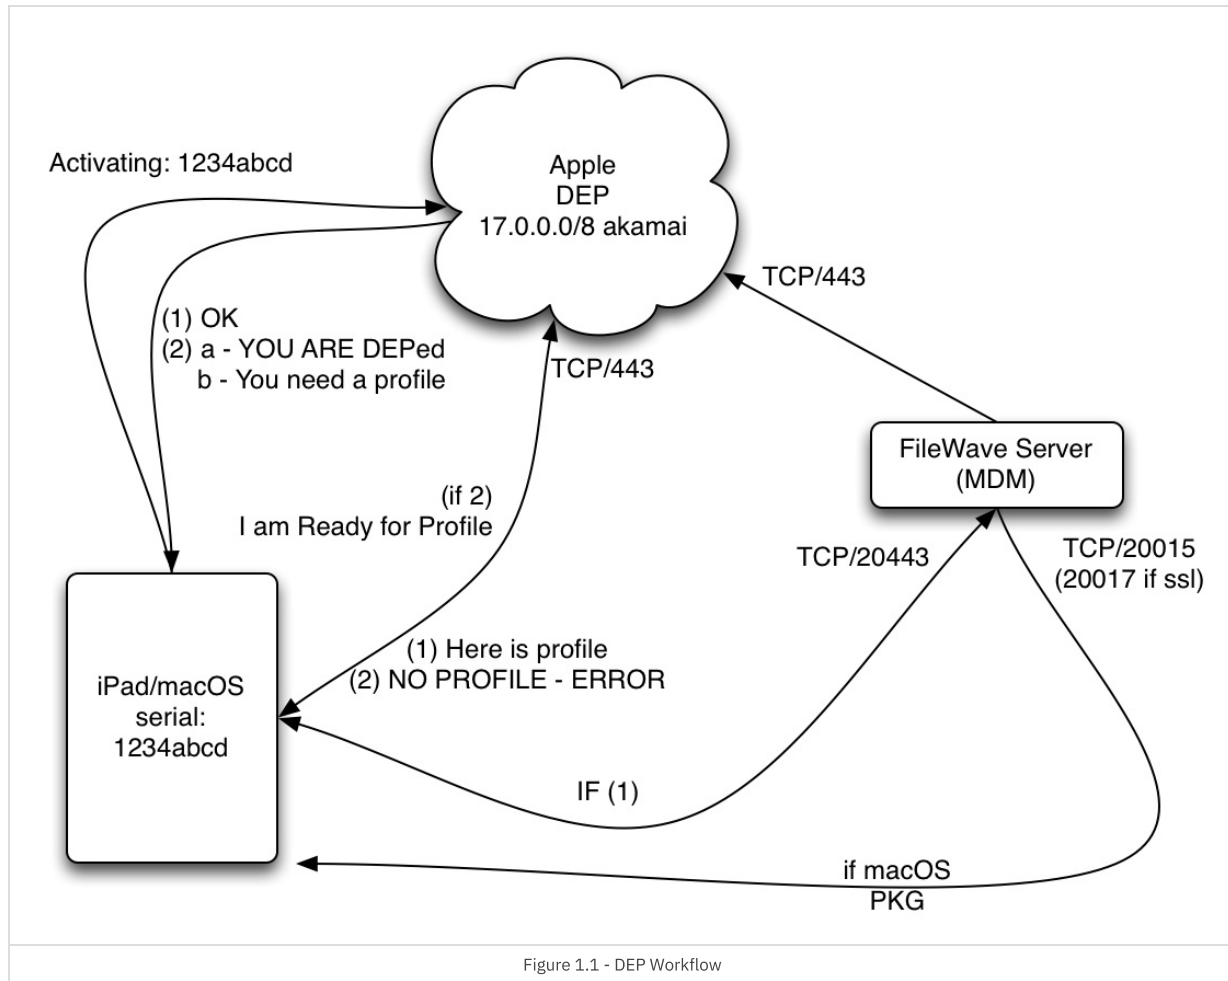 Activating: 1234abcd
Apple
DEP
17.0.0.0/8 akamai
TCP/443
(1) OK
(2) a - YOU ARE DEPed
b - You need a profile
TCP/443
FileWave Server
(MDM)
(if 2)
I am Ready for Profile
TCP/20443
TCP/20015
(20017 if ssl)
(1) Here is profile
(2) NO PROFILE - ERROR
iPad/macOS
serial:
1234abcd
IF (1)
if macOS
PKG
Figure 1.1 - DEP Workflow